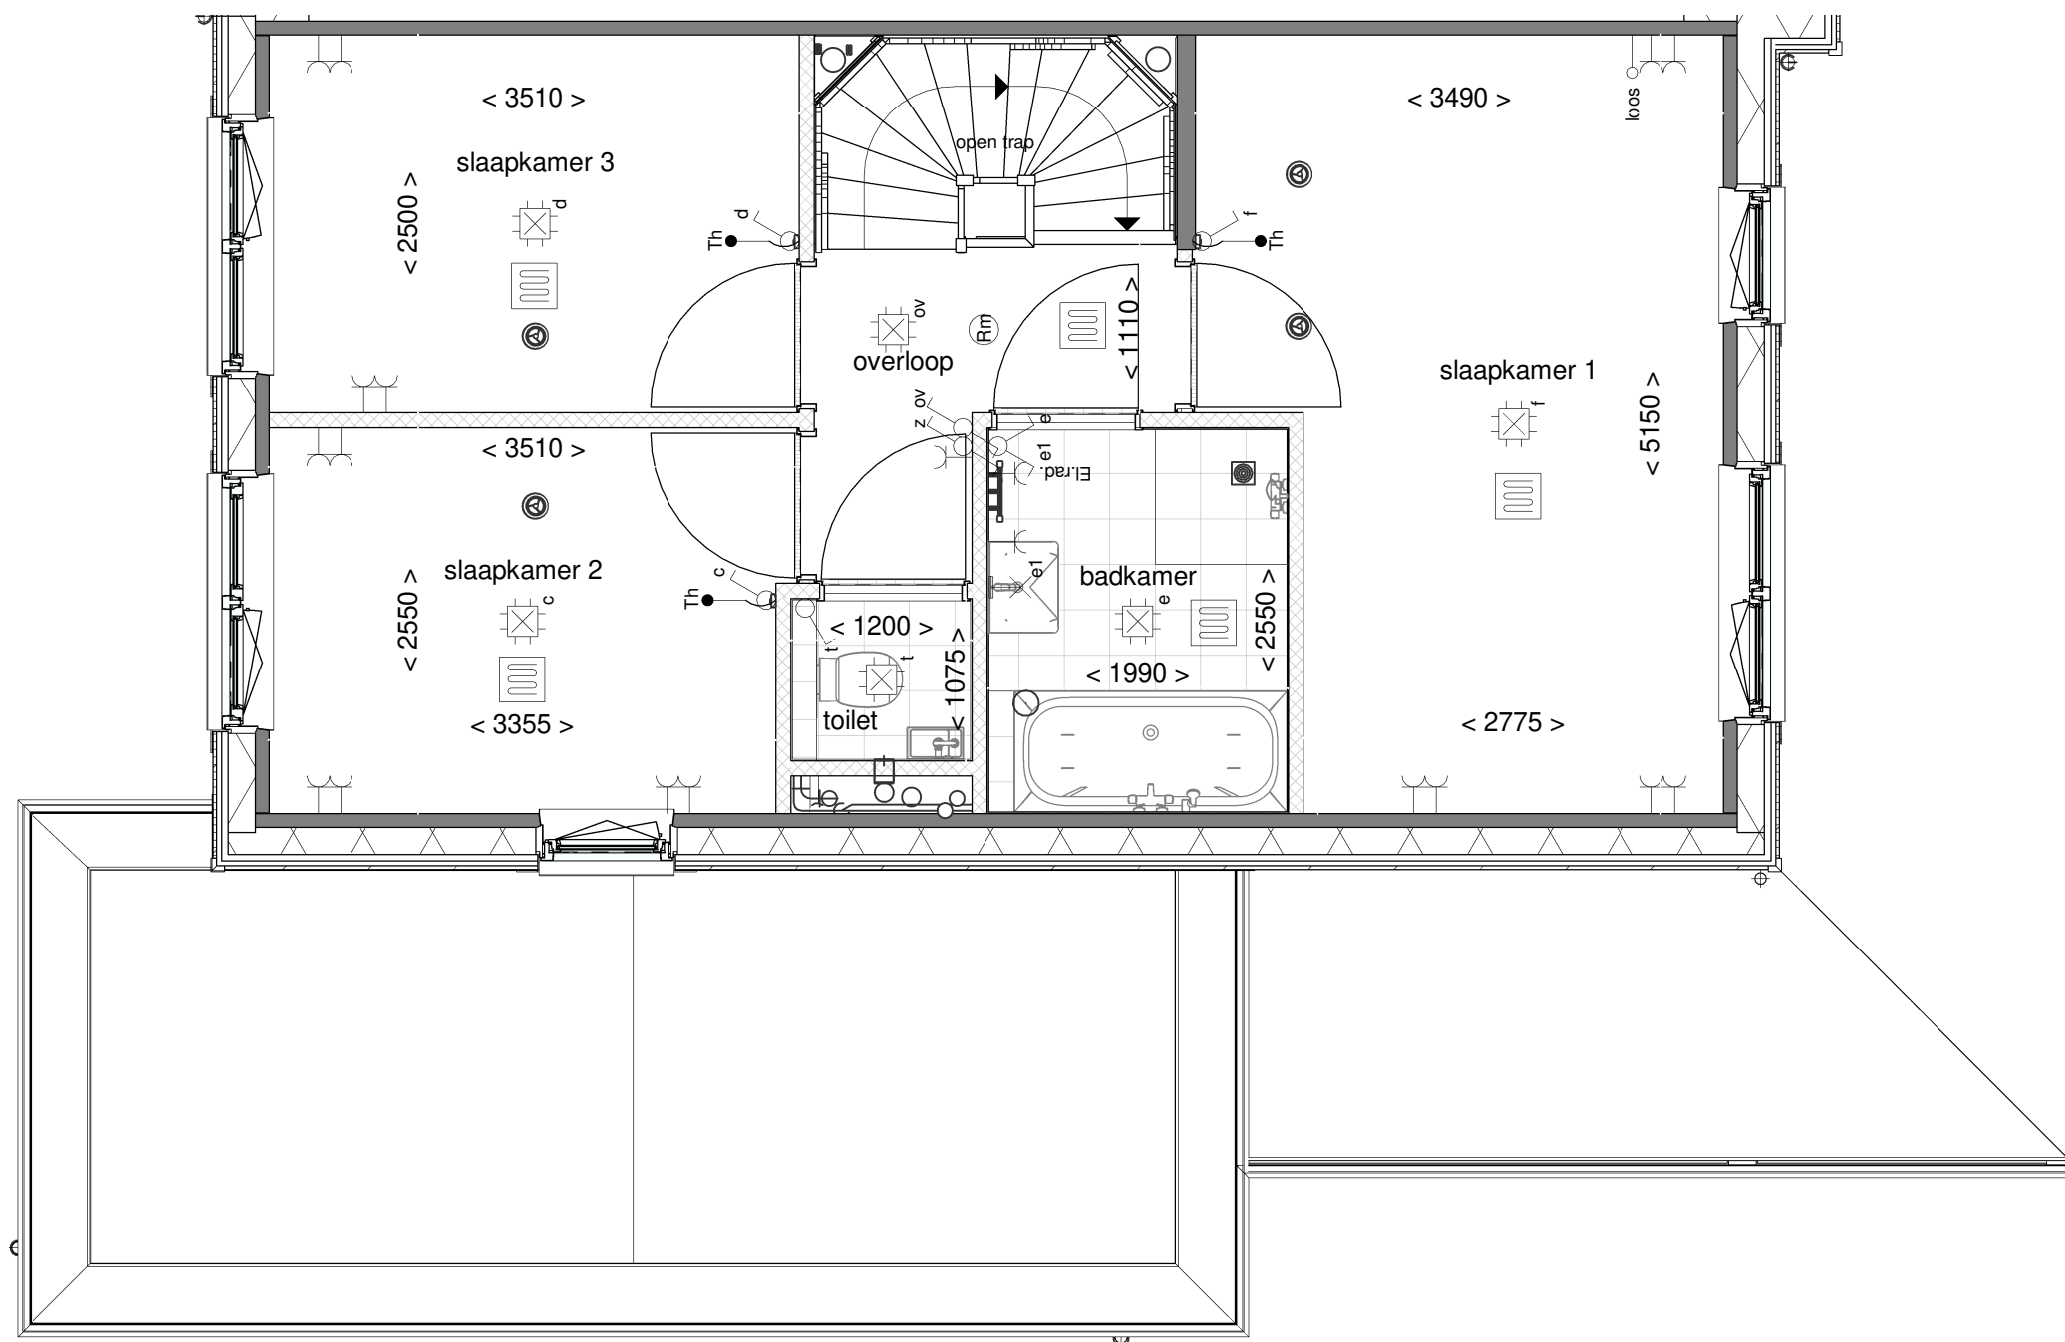 < 3510 >
< 3490 >
loos
open trap
slaapkamer 3
< 2500 >
d
d
Th
f
Th
ov
Rm
< 1110 >
overloop
slaapkamer 1
f
< 5150 >
ov
z
e
e1
El.rad.
< 3510 >
slaapkamer 2
< 2550 >
c
c
Th
< 3355 >
< 1200 >
t
t
< 1075 >
toilet
e1
badkamer
e
< 2550 >
< 1990 >
< 2775 >